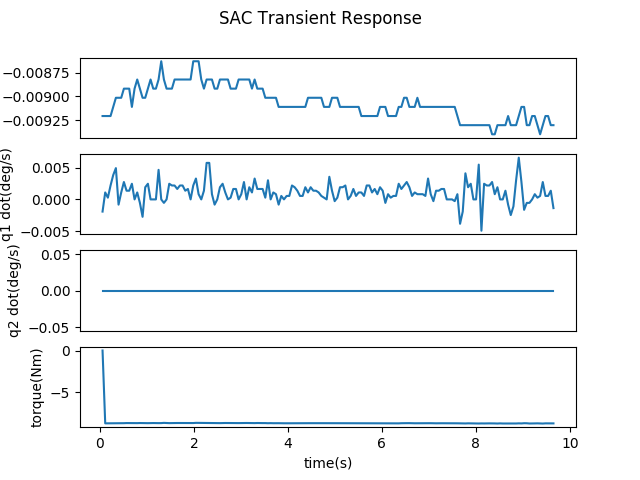 SAC Transient Response
−0.00875
−0.00900
−0.00925
q1 dot(deg/s)
0.005
0.000
−0.005
q2 dot(deg/s)
0.05
0.00
−0.05
torque(Nm)
0
−5
0 2 4 6 8 10
time(s)